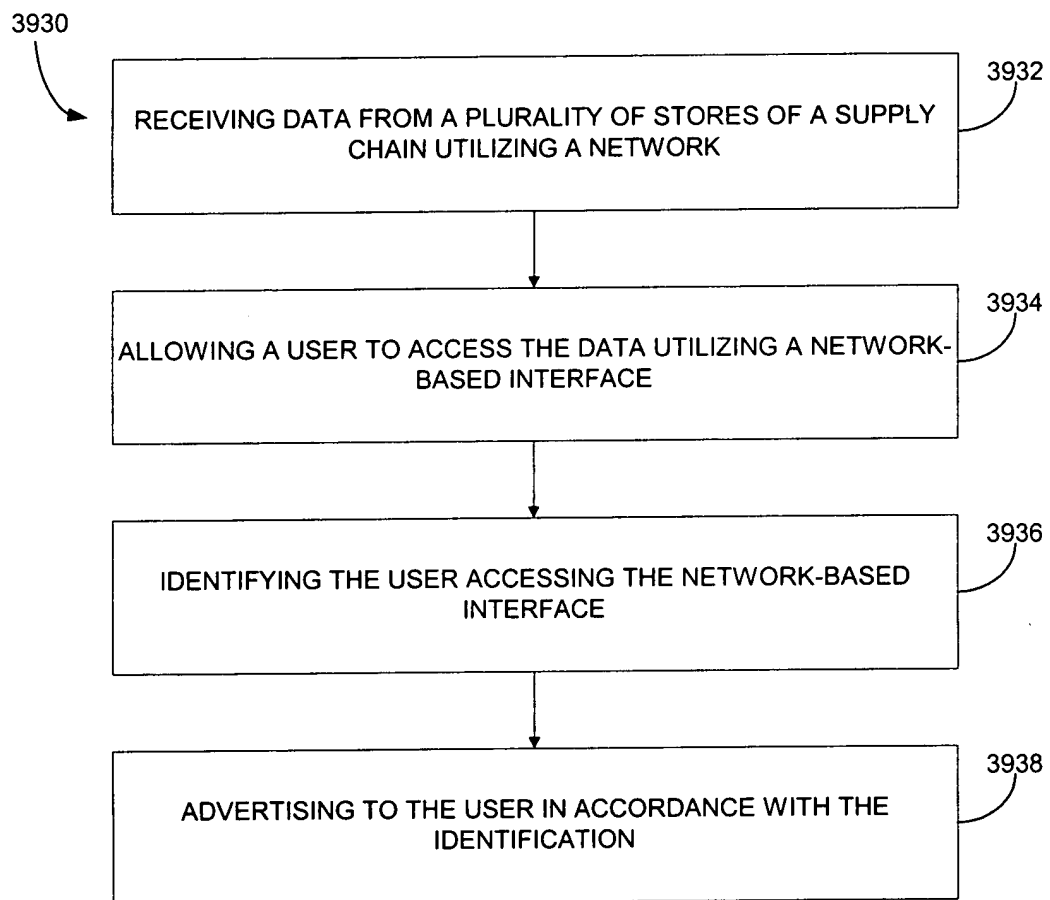 3930
3932
RECEIVING DATA FROM A PLURALITY OF STORES OF A SUPPLY
CHAIN UTILIZING A NETWORK
3934
ALLOWING A USER TO ACCESS THE DATA UTILIZING A NETWORK-
BASED INTERFACE
3936
IDENTIFYING THE USER ACCESSING THE NETWORK-BASED
INTERFACE
3938
ADVERTISING TO THE USER IN ACCORDANCE WITH THE
IDENTIFICATION